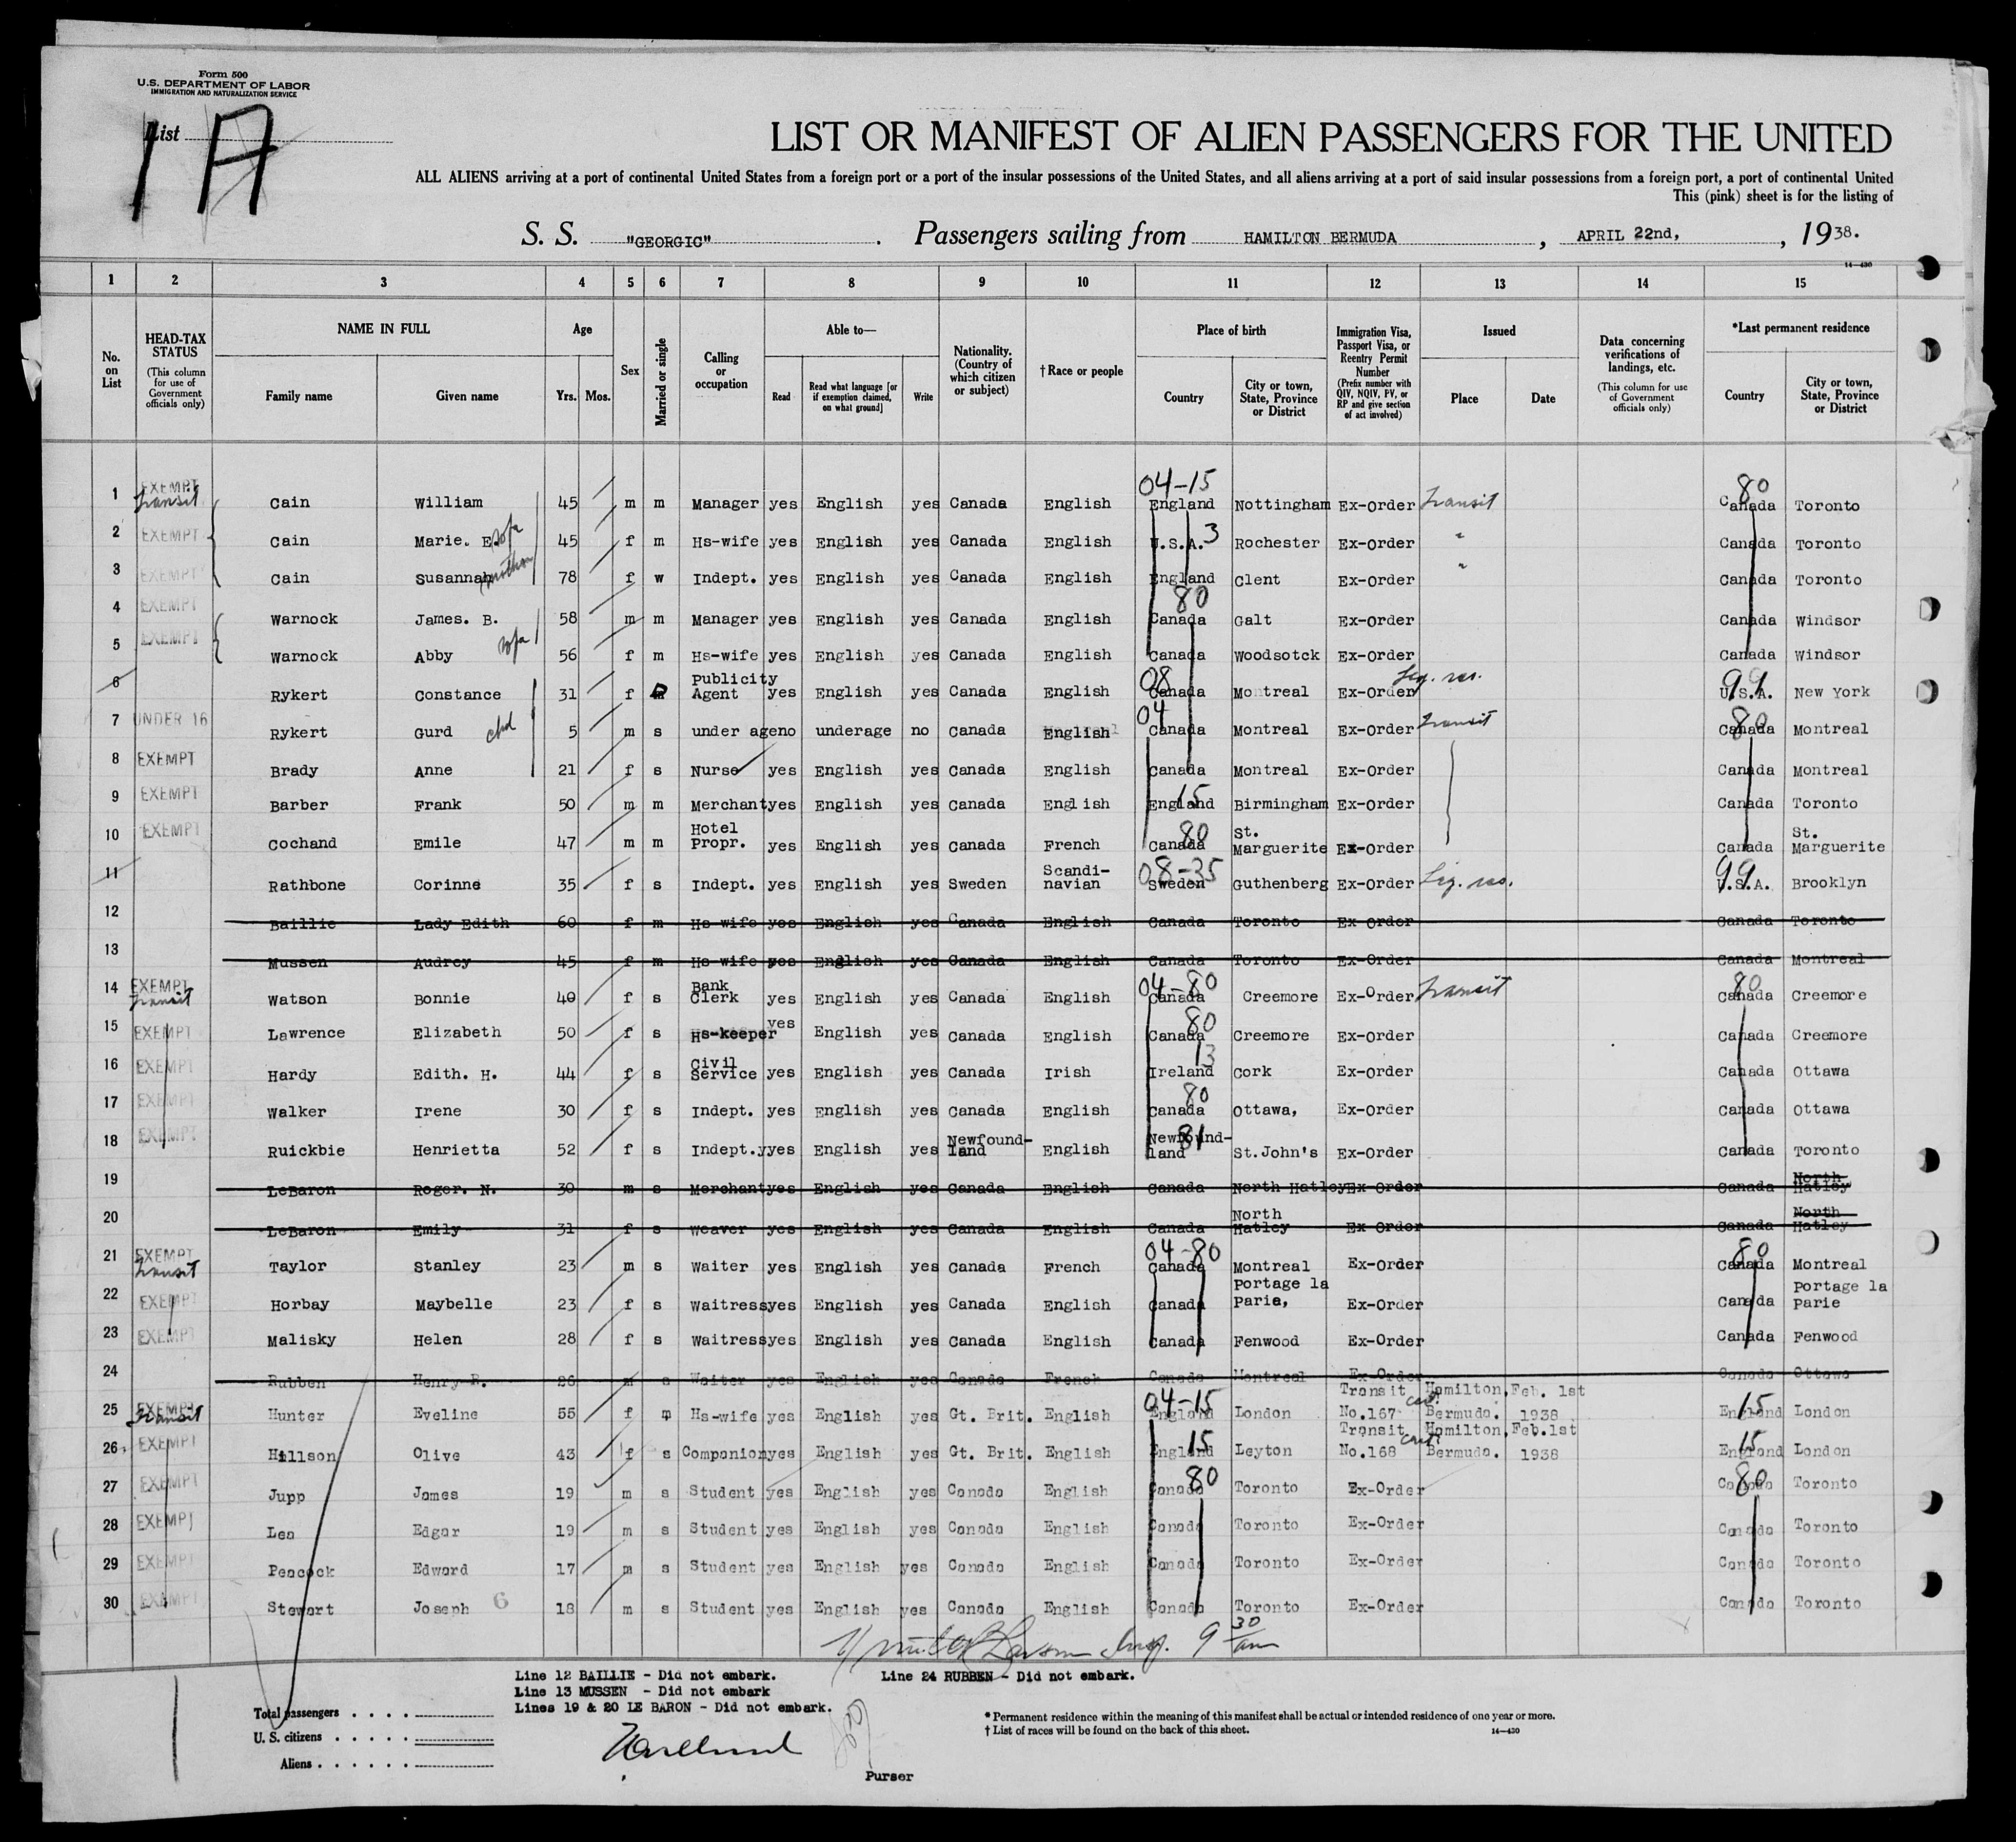 Form 500
U.S. DEPARTMENT OF LABOR
IMMIGRATION AND NATURALIZATION SERVICE
List
1 A
LIST OR MANIFEST OF ALIEN PASSENGERS FOR THE UNITED
ALL ALIENS arriving at a port of continental United States from a foreign port or a port of the insular possessions of the United States, and all aliens arriving at a port of said insular possessions from a foreign port, a port of continental United
This (pink) sheet is for the listing of
S. S. "GEORGIC". Passengers sailing from HAMILTON BERMUDA, APRIL 22nd, 1938.
14-430
1 2 3 4 5 6 7 8 9 10 11 12 13 14 15
No. on List
HEAD-TAX STATUS
(This column for use of Government officials only)
NAME IN FULL
Family name Given name
Age
Yrs. Mos.
Sex
Married or single
Calling or occupation
Able to—
Read
Read what language [or if exemption claimed, on what ground]
Write
Nationality. (Country of which citizen or subject)
† Race or people
Place of birth
Country
City or town, State, Province or District
Immigration Visa, Passport Visa, or Reentry Permit Number
(Prefix number with QIV, NQIV, PV, or RP and give section of act involved)
Issued
Place Date
Data concerning verifications of landings, etc.
(This column for use of Government officials only)
*Last permanent residence
Country
City or town, State, Province or District
04-15 80
1 EXEMPT Transit Cain William 45 m m Manager yes English yes Canada English England Nottingham Ex-Order Transit Canada Toronto
2 EXEMPT Cain Marie. E. wfe 45 f m Hs-wife yes English yes Canada English U.S.A. 3 Rochester Ex-Order " Canada Toronto
3 EXEMPT Cain Susannah mother 78 f w Indept. yes English yes Canada English England Clent Ex-Order " Canada Toronto
4 EXEMPT Warnock James. B. 58 m m Manager yes English yes Canada English 80 Canada Galt Ex-Order Canada Windsor
5 EXEMPT Warnock Abby wfe 56 f m Hs-wife yes English yes Canada English Canada Woodsotck Ex-Order Canada Windsor
6 Rykert Constance 31 f D Publicity Agent yes English yes Canada English 08 Canada Montreal Ex-Order Leg. res. 99 U.S.A. New York
7 UNDER 16 Rykert Gurd chd 5 m s under age no underage no Canada English 04 Canada Montreal Ex-Order Transit 80 Canada Montreal
8 EXEMPT Brady Anne 21 f s Nurse yes English yes Canada English Canada Montreal Ex-Order Canada Montreal
9 EXEMPT Barber Frank 50 m m Merchant yes English yes Canada English 15 England Birmingham Ex-Order Canada Toronto
10 EXEMPT Cochand Emile 47 m m Hotel Propr. yes English yes Canada French 80 Canada St. Marguerite Ex-Order Canada St. Marguerite
11 Rathbone Corinne 35 f s Indept. yes English yes Sweden Scandi-navian 08-35 Sweden Guthenberg Ex-Order Leg. res. 99 U.S.A. Brooklyn
12 Baillie Lady Edith 60 f m Hs-wife yes English yes Canada English Canada Toronto Ex-Order Canada Toronto
13 Mussen Audrey 45 f m Hs-wife yes English yes Canada English Canada Toronto Ex-Order Canada Montreal
14 EXEMPT Transit Watson Bonnie 40 f s Bank Clerk yes English yes Canada English 04-80 Canada Creemore Ex-Order Transit 80 Canada Creemore
15 EXEMPT Lawrence Elizabeth 50 f s Hs-keeper yes English yes Canada English 80 Canada Creemore Ex-Order Canada Creemore
16 EXEMPT Hardy Edith. H. 44 f s Civil Service yes English yes Canada Irish 13 Ireland Cork Ex-Order Canada Ottawa
17 EXEMPT Walker Irene 30 f s Indept. yes English yes Canada English 80 Canada Ottawa, Ex-Order Canada Ottawa
18 EXEMPT Ruickbie Henrietta 52 f s Indept.y yes English yes Newfound-land English 81 Newfound-land St.John's Ex-Order Canada Toronto
19 LeBaron Roger. N. 30 m s Merchant yes English yes Canada English Canada North Hatley Ex-Order Canada North Hatley
20 LeBaron Emily 31 f s Weaver yes English yes Canada English Canada North Hatley Ex-Order Canada North Hatley
21 EXEMPT Transit Taylor Stanley 23 m s Waiter yes English yes Canada French 04-80 Canada Montreal Ex-Order 80 Canada Montreal
22 EXEMPT Horbay Maybelle 23 f s Waitress yes English yes Canada English Canada Portage la Parie, Ex-Order Canada Portage la Parie
23 EXEMPT Malisky Helen 28 f s Waitress yes English yes Canada English Canada Fenwood Ex-Order Canada Fenwood
24 Rubben Henry R. 26 m s Waiter yes English yes Canada French Canada Montreal Ex-Order Canada Ottawa
25 EXEMPT Transit Hunter Eveline 55 f m Hs-wife yes English yes Gt. Brit. English 04-15 England London Transit cert. No.167 Hamilton, Bermuda. Feb. 1st 1938 15 England London
26 EXEMPT Hillson Olive 43 f s Companion yes English yes Gt. Brit. English 15 England Leyton Transit cert. No.168 Hamilton, Bermuda. Feb.1st 1938 15 England London
27 EXEMPT Jupp James 19 m s Student yes English yes Canada English 80 Canada Toronto Ex-Order 80 Canada Toronto
28 EXEMPT Lea Edgar 19 m s Student yes English yes Canada English Canada Toronto Ex-Order Canada Toronto
29 EXEMPT Peacock Edward 17 m s Student yes English yes Canada English Canada Toronto Ex-Order Canada Toronto
30 EXEMPT Stewart Joseph 6 18 m s Student yes English yes Canada English Canada Toronto Ex-Order Canada Toronto
Insp. 9 30 am
Line 12 BAILLIE - Did not embark. Line 24 RUBBEN - Did not embark.
Line 13 MUSSEN - Did not embark
Lines 19 & 20 LE BARON - Did not embark.
Total passengers
U. S. citizens
Aliens
Purser
* Permanent residence within the meaning of this manifest shall be actual or intended residence of one year or more.
† List of races will be found on the back of this sheet. 14-430